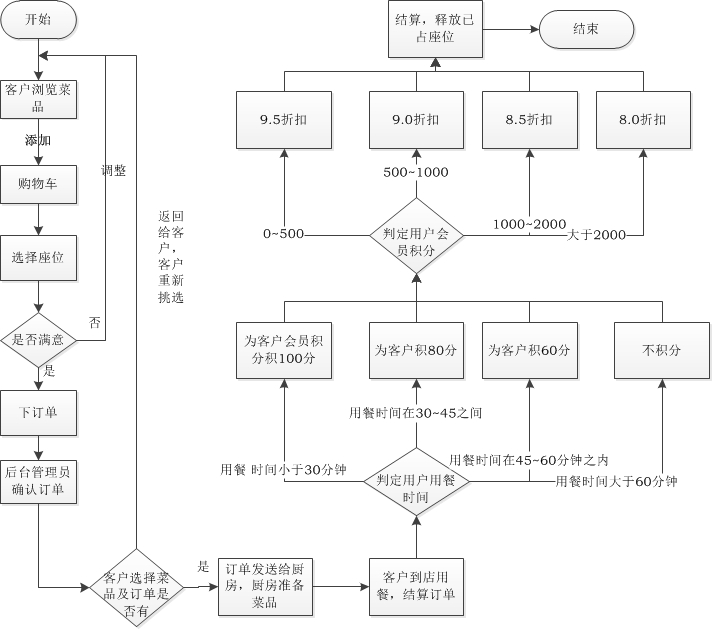 开始
客户浏览菜
品
添加
购物车
选择座位
是否满意
否
是
调整
下订单
后台管理员
确认订单
返回
给客
户，
客户
重新
挑选
客户选择菜
品及订单是
否有
是
订单发送给厨
房，厨房准备
菜品
客户到店用
餐，结算订单
判定用户用餐
时间
用餐 时间小于30分钟
用餐时间在30~45之间
用餐时间在45~60分钟之内
用餐时间大于60分钟
为客户会员积
分积100分
为客户积80分
为客户积60分
不积分
判定用户会
员积分
0~500
500~1000
1000~2000
大于2000
9.5折扣
9.0折扣
8.5折扣
8.0折扣
结算，释放已
占座位
结束